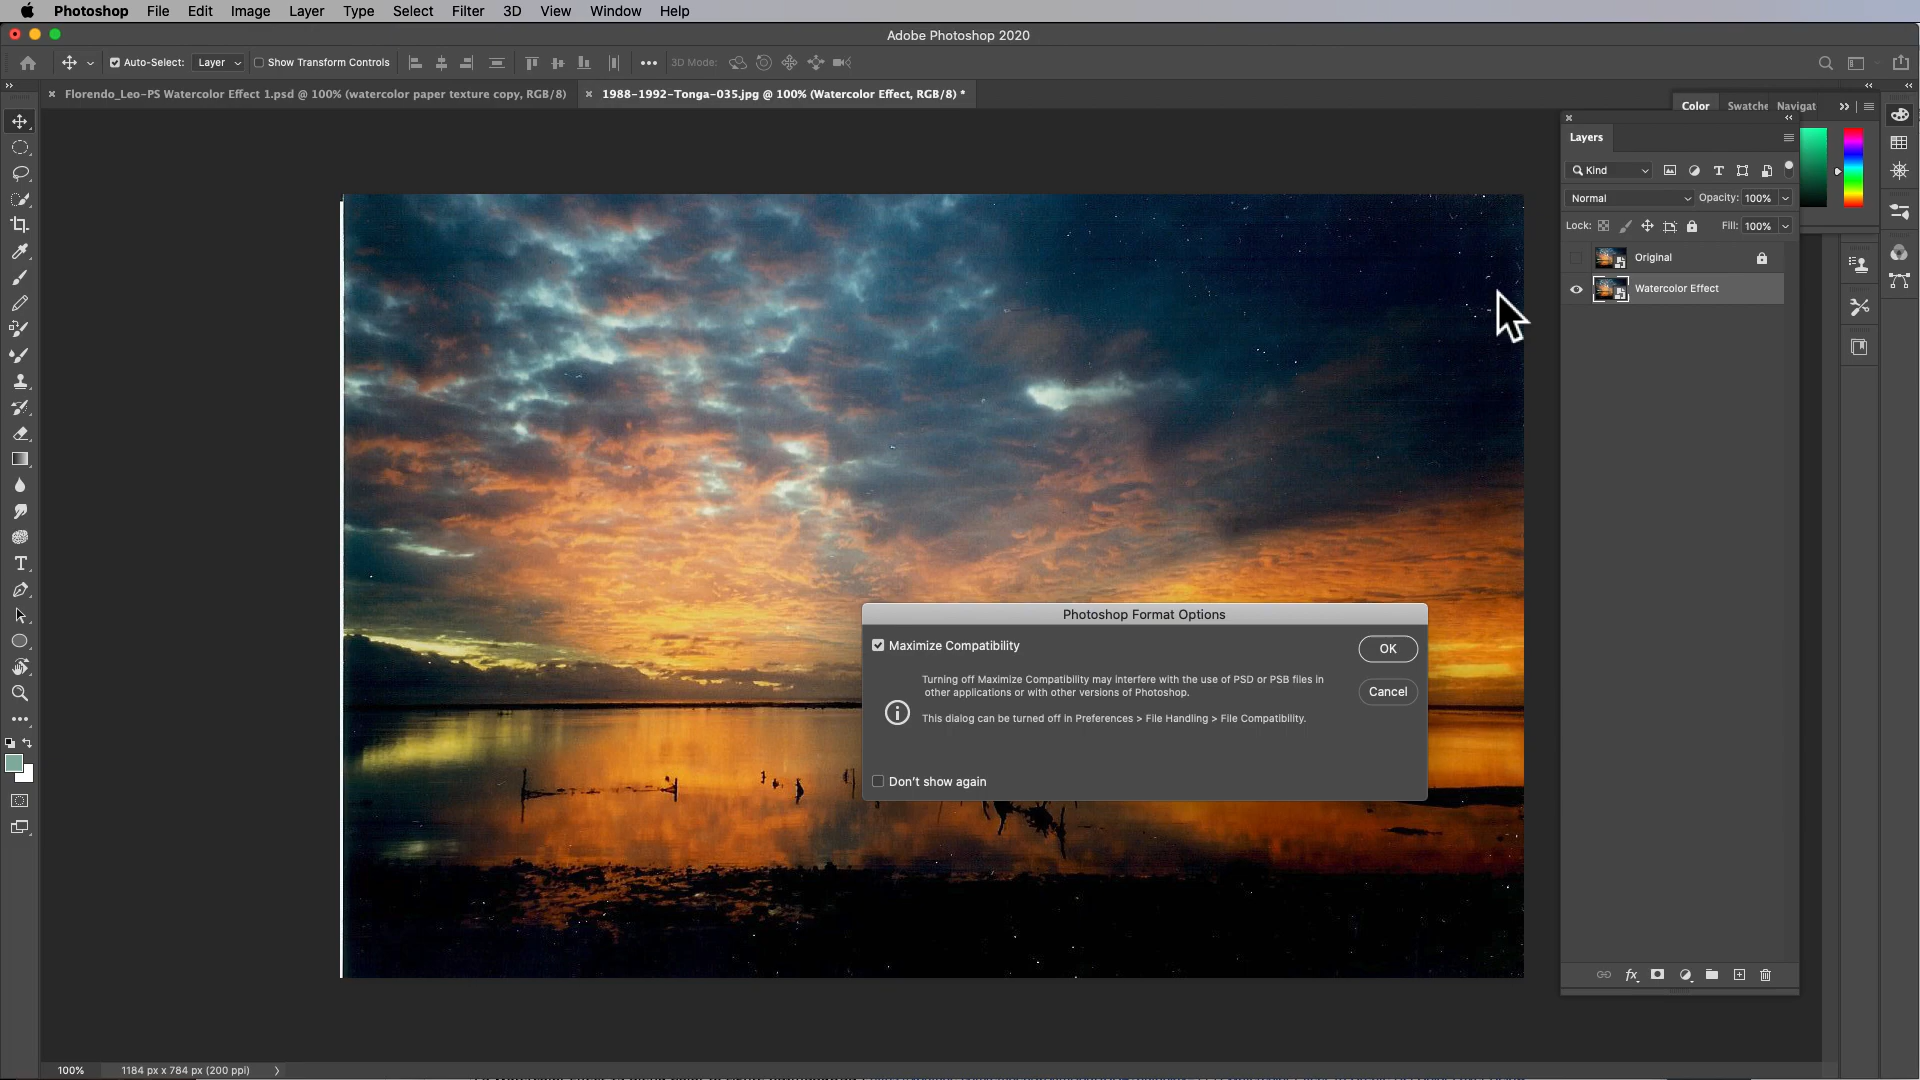 Photoshop File Edit Image Layer Type Select Filter 3D View Window Help
Adobe Photoshop 2020
Auto-Select: Layer Show Transform Controls 3D Mode:
Florendo_Leo-PS Watercolor Effect 1.psd @ 100% (watercolor paper texture copy, RGB/8)
1988-1992-Tonga-035.jpg @ 100% (Watercolor Effect, RGB/8) *
Color Swatche Navigat
Layers
Kind
Normal Opacity: 100%
Lock: Fill: 100%
Original
Watercolor Effect
Photoshop Format Options
Maximize Compatibility
OK
Turning off Maximize Compatibility may interfere with the use of PSD or PSB files in
other applications or with other versions of Photoshop.
Cancel
This dialog can be turned off in Preferences > File Handling > File Compatibility.
Don't show again
100% 1184 px x 784 px (200 ppi)